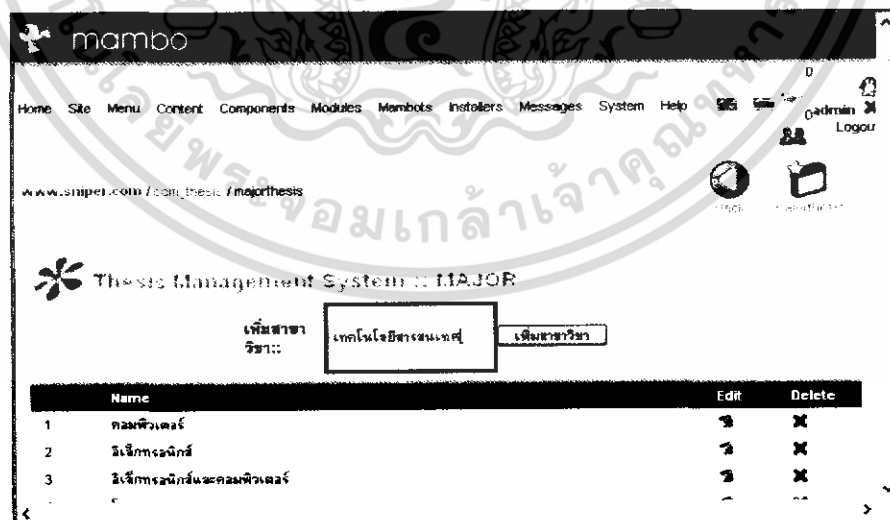 mambo
0
Home Site Menu Content Components Modules Mambots Installers Messages System Help
0 admin
Logout
www.sniper.com / com_thesis / majorthesis
Thesis Management System :: MAJOR
เพิ่มสาขา
วิชา::
เทคโนโลยีสารสนเทศ
เพิ่มสาขาวิชา
Name Edit Delete
1 คอมพิวเตอร์
2 อิเล็กทรอนิกส์
3 อิเล็กทรอนิกส์และคอมพิวเตอร์